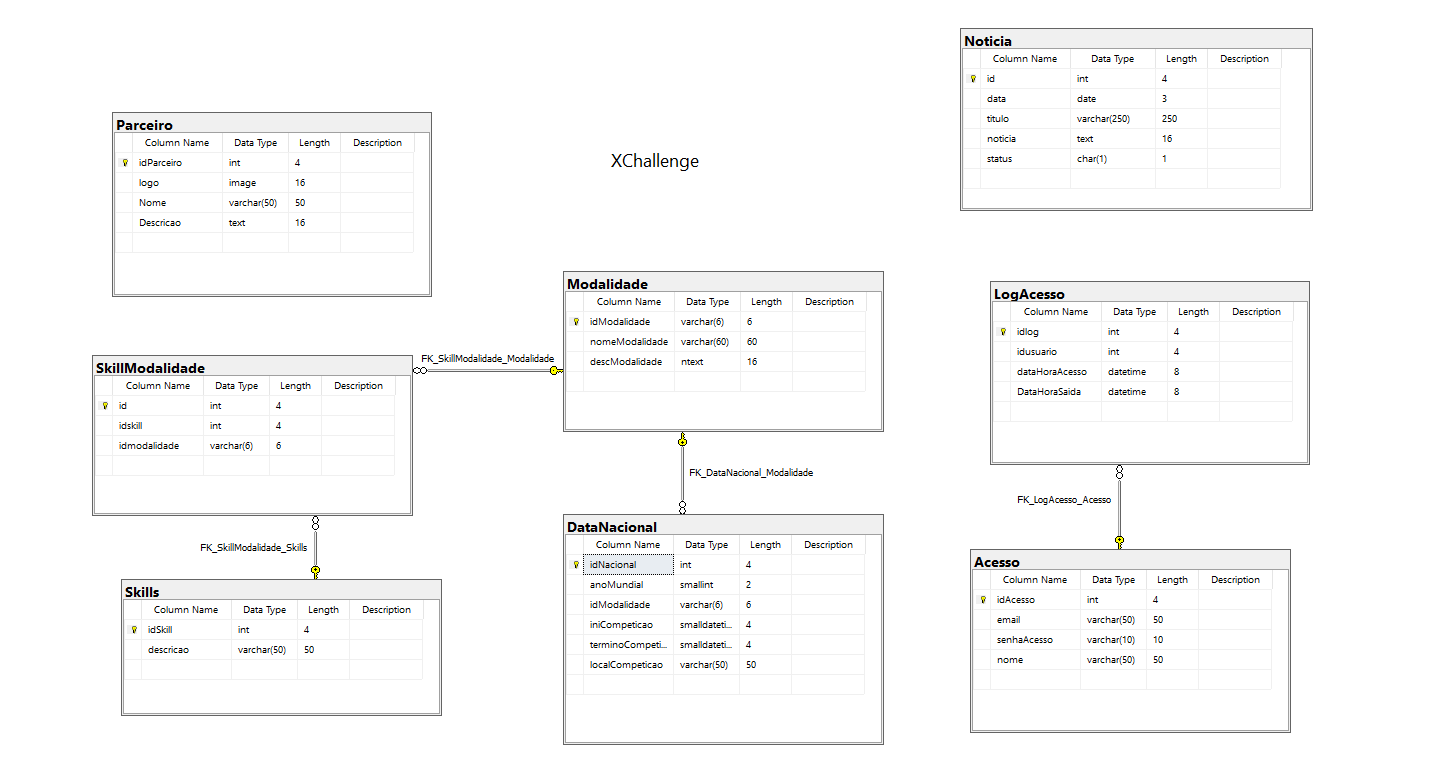 XChallenge
Parceiro
Column Name Data Type Length Description
idParceiro int 4
logo image 16
Nome varchar(50) 50
Descricao text 16
Noticia
Column Name Data Type Length Description
id int 4
data date 3
titulo varchar(250) 250
noticia text 16
status char(1) 1
Modalidade
Column Name Data Type Length Description
idModalidade varchar(6) 6
nomeModalidade varchar(60) 60
descModalidade ntext 16
LogAcesso
Column Name Data Type Length Description
idlog int 4
idusuario int 4
dataHoraAcesso datetime 8
DataHoraSaida datetime 8
SkillModalidade
Column Name Data Type Length Description
id int 4
idskill int 4
idmodalidade varchar(6) 6
FK_SkillModalidade_Modalidade
FK_DataNacional_Modalidade
FK_LogAcesso_Acesso
FK_SkillModalidade_Skills
Skills
Column Name Data Type Length Description
idSkill int 4
descricao varchar(50) 50
DataNacional
Column Name Data Type Length Description
idNacional int 4
anoMundial smallint 2
idModalidade varchar(6) 6
iniCompeticao smalldateti... 4
terminoCompeti... smalldateti... 4
localCompeticao varchar(50) 50
Acesso
Column Name Data Type Length Description
idAcesso int 4
email varchar(50) 50
senhaAcesso varchar(10) 10
nome varchar(50) 50